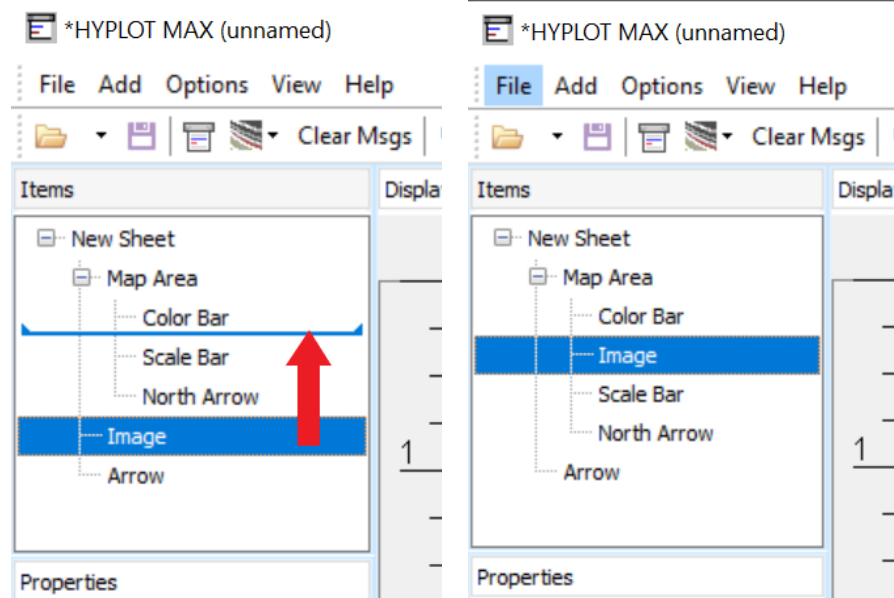 *HYPLOT MAX (unnamed)
File Add Options View Help
Clear Msgs
Items
New Sheet
Map Area
Color Bar
Scale Bar
North Arrow
Image
Arrow
1
Properties
*HYPLOT MAX (unnamed)
File Add Options View Help
Clear Msgs
Items
New Sheet
Map Area
Color Bar
Image
Scale Bar
North Arrow
Arrow
1
Properties